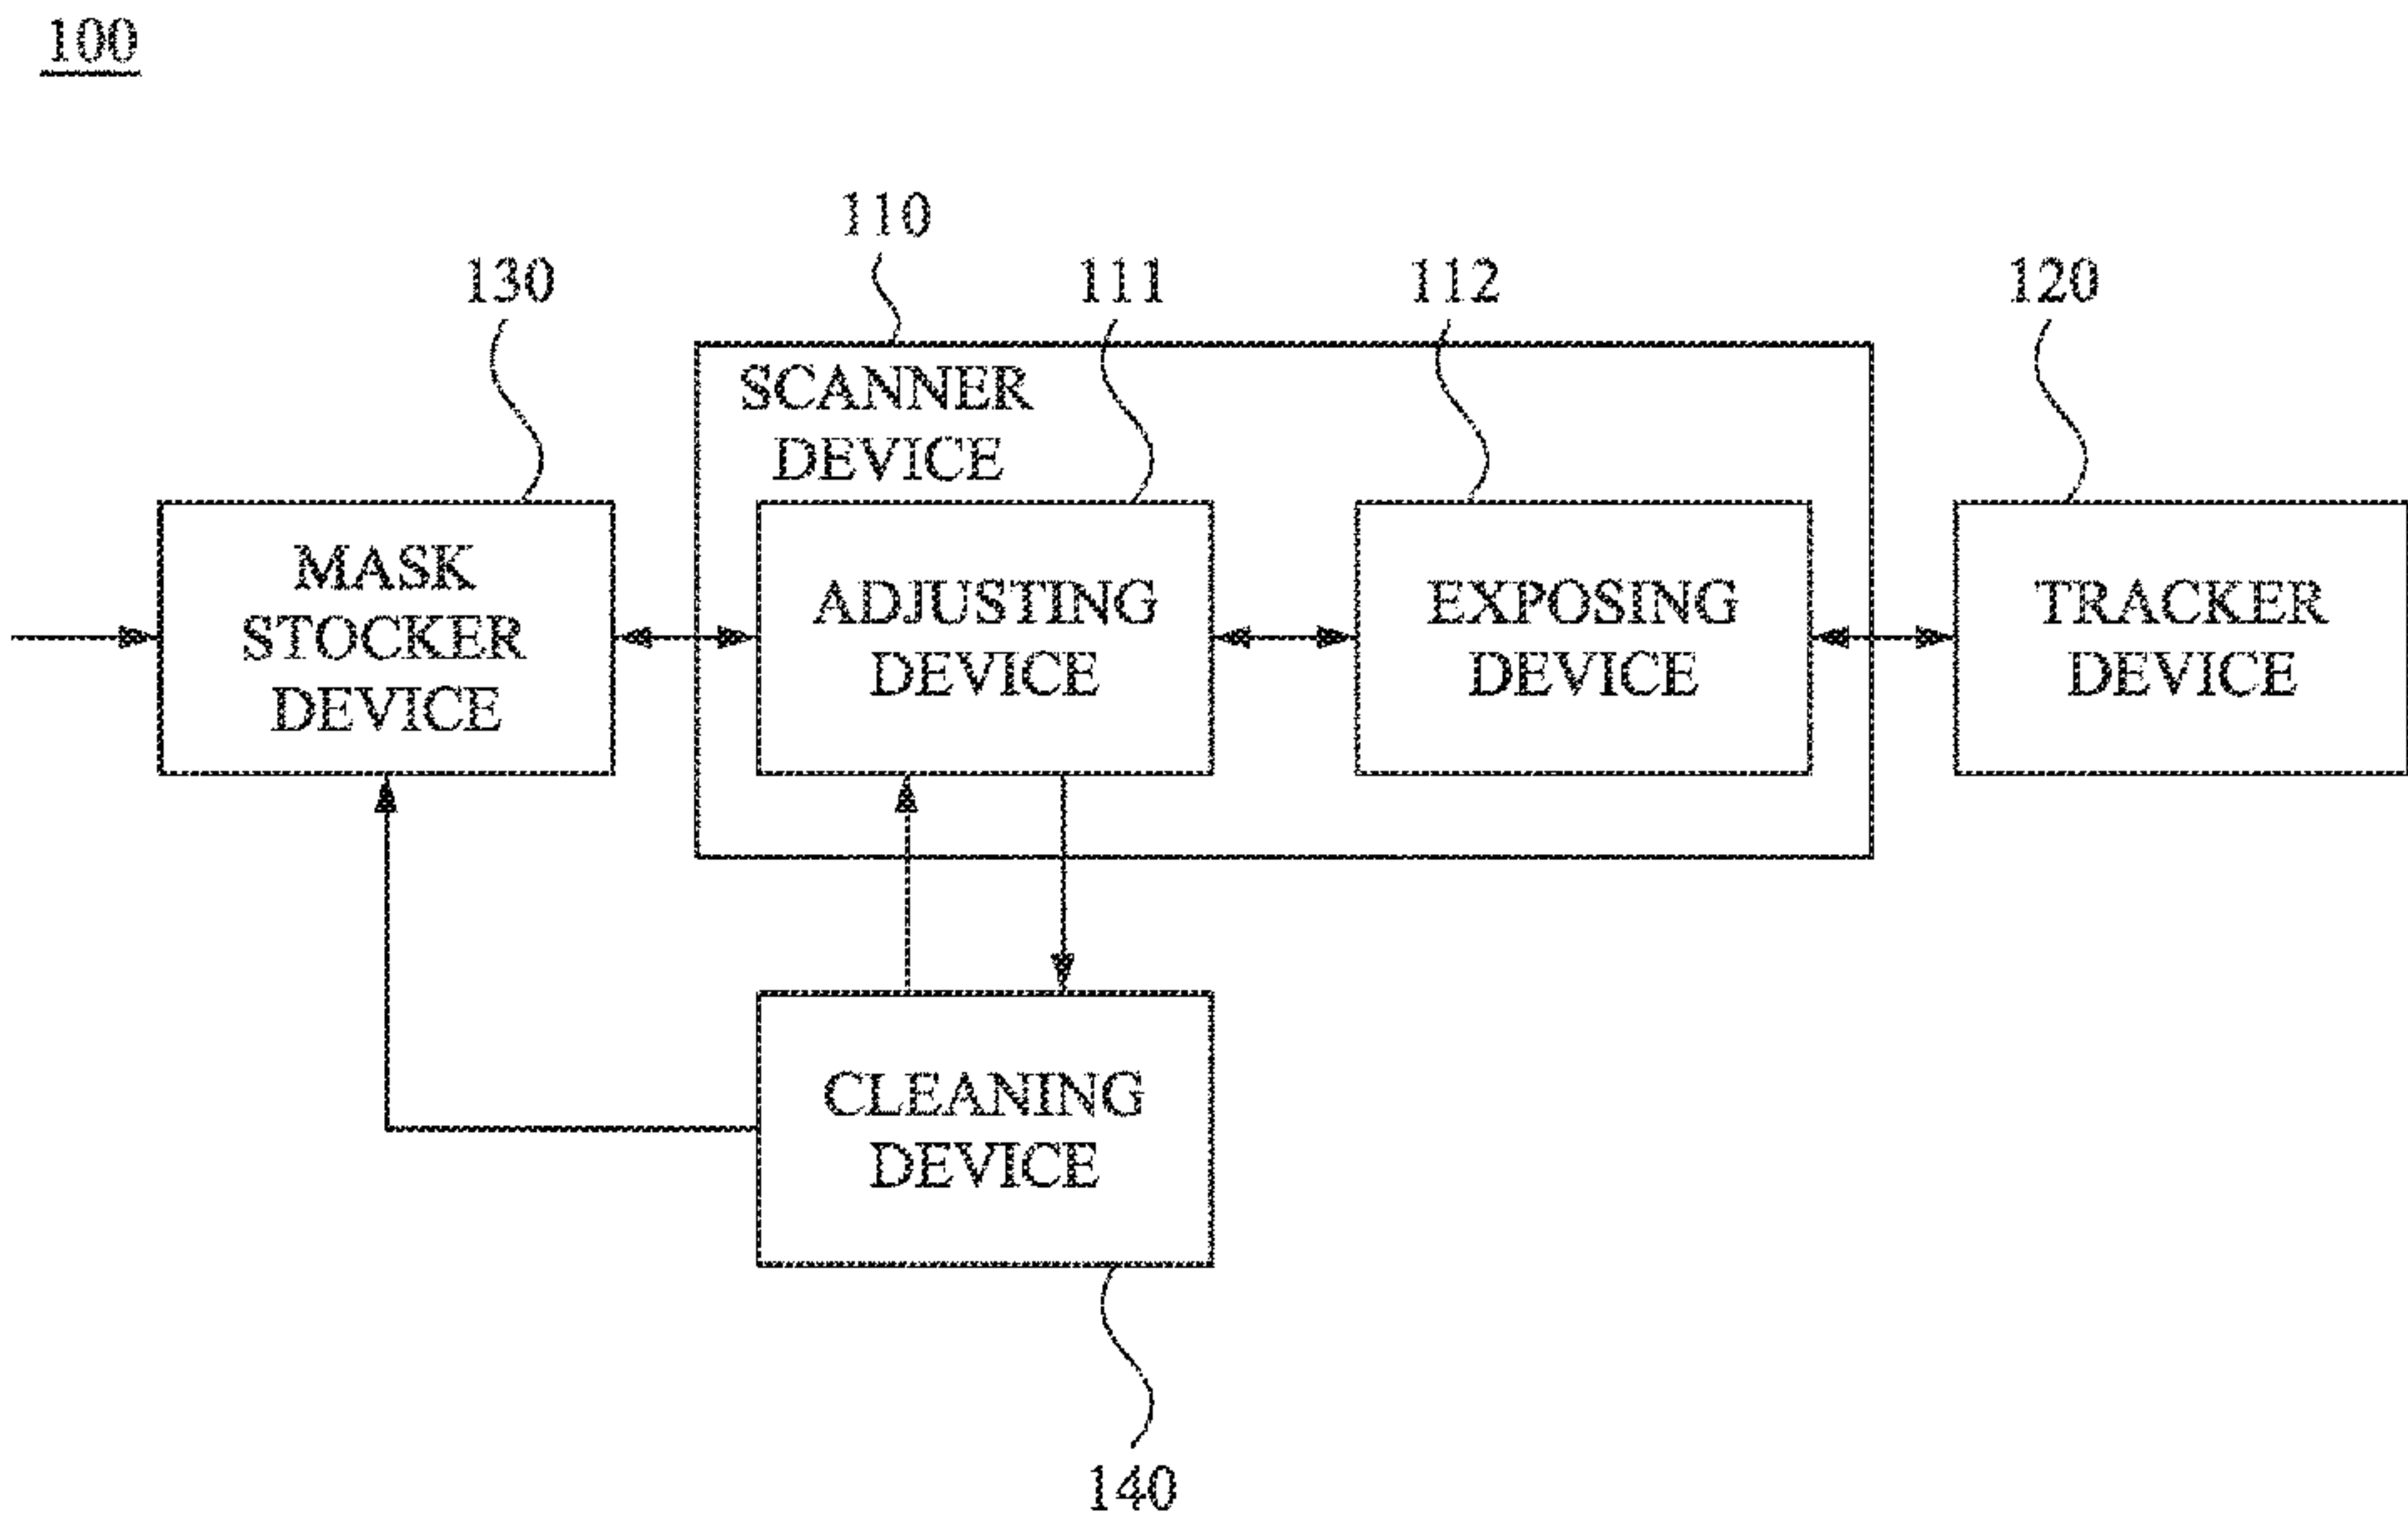 100
110
130
111
112
120
SCANNER
DEVICE
MASK
STOCKER
DEVICE
ADJUSTING
DEVICE
EXPOSING
DEVICE
TRACKER
DEVICE
CLEANING
DEVICE
140